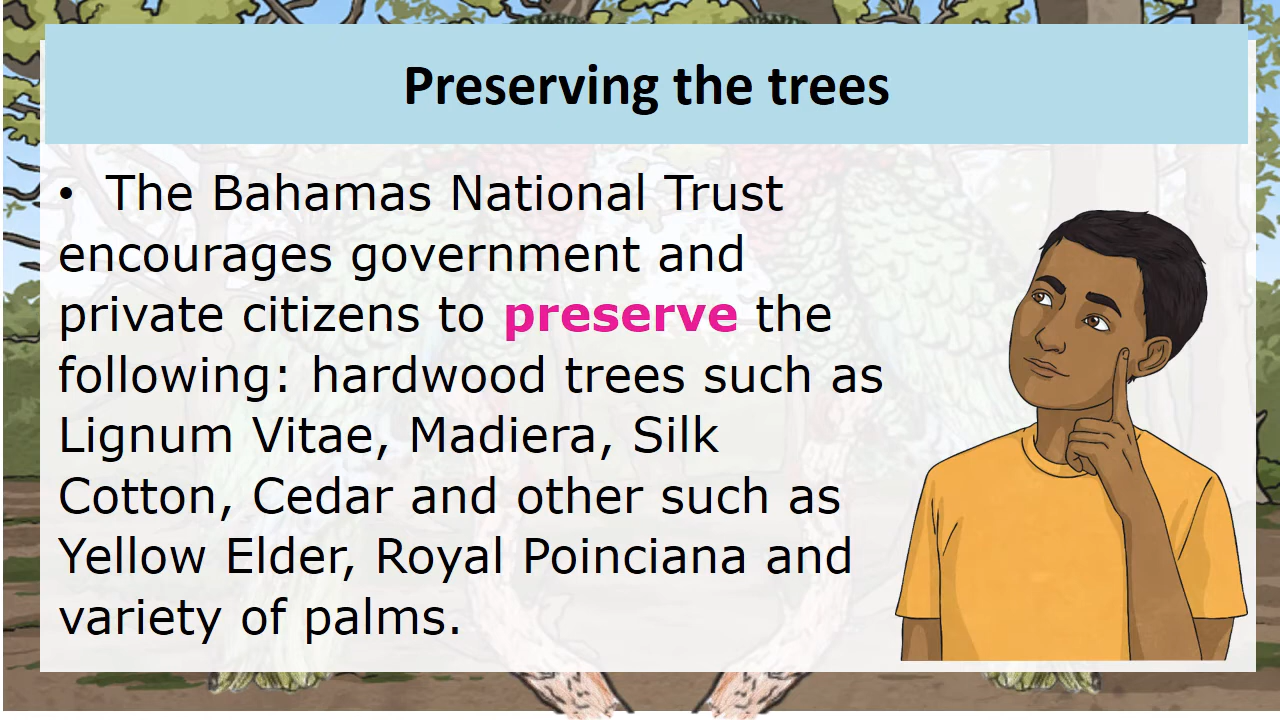 Preserving the trees
• The Bahamas National Trust
encourages government and
private citizens to preserve the
following: hardwood trees such as
Lignum Vitae, Madiera, Silk
Cotton, Cedar and other such as
Yellow Elder, Royal Poinciana and
variety of palms.